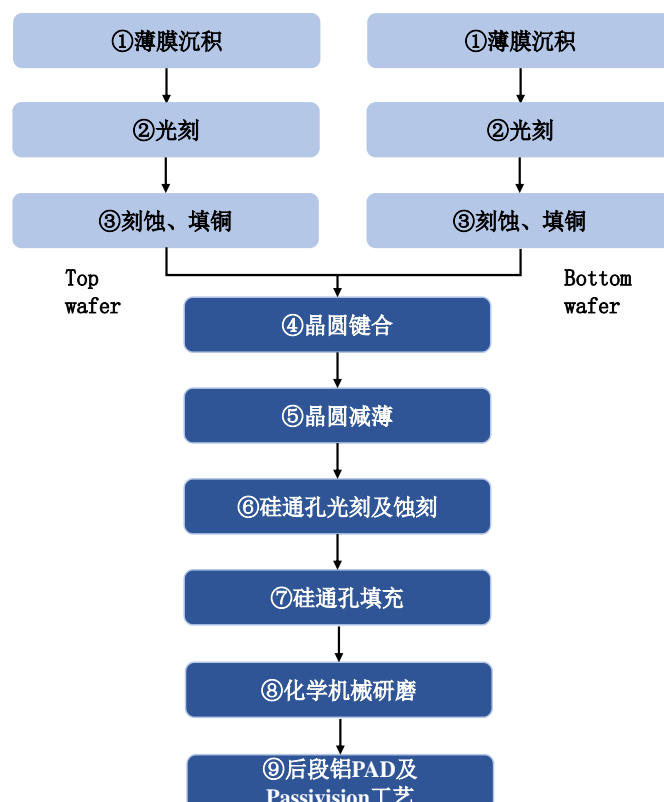 ①薄膜沉积
①薄膜沉积
②光刻
②光刻
③刻蚀、填铜
③刻蚀、填铜
Top
wafer
Bottom
wafer
④晶圆键合
⑤晶圆减薄
⑥硅通孔光刻及蚀刻
⑦硅通孔填充
⑧化学机械研磨
⑨后段铝PAD及
Passivision工艺